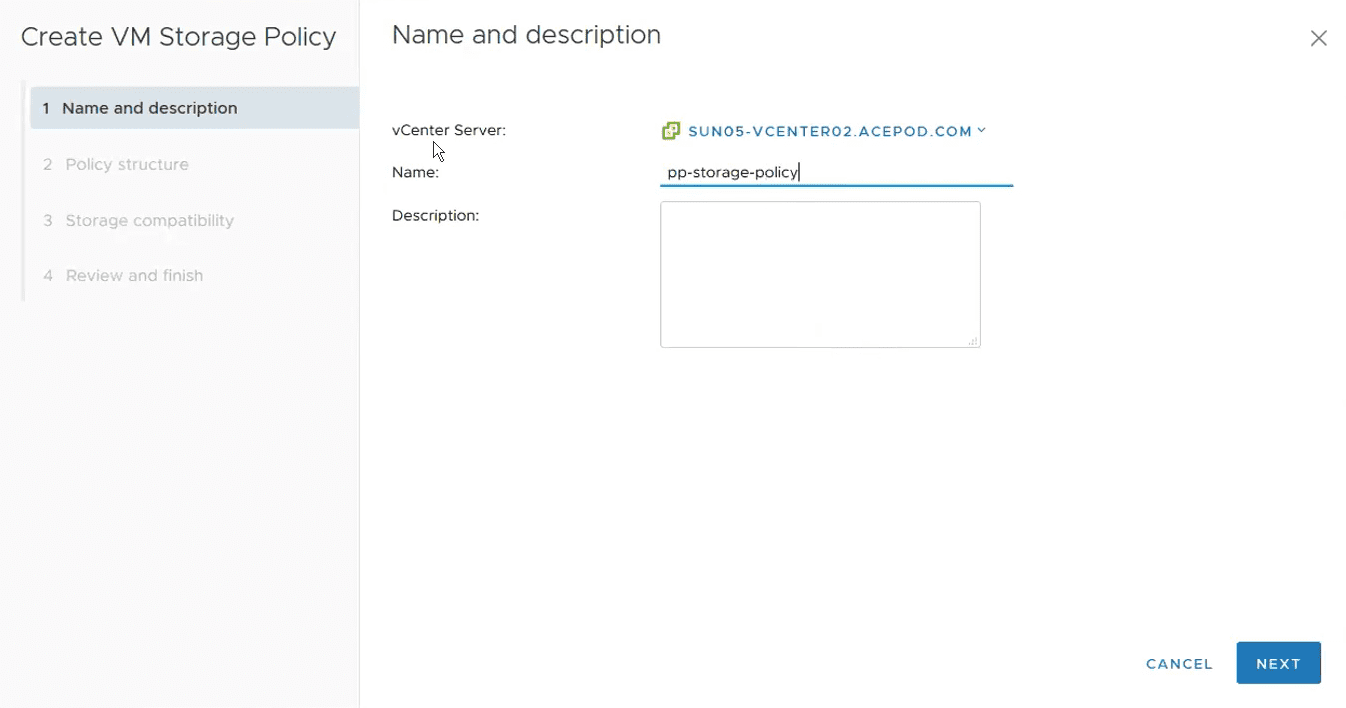 Create VM Storage Policy
1 Name and description
2 Policy structure
3 Storage compatibility
4 Review and finish
Name and description
vCenter Server: SUN05-VCENTER02.ACEPOD.COM
Name: pp-storage-policy
Description:
CANCEL NEXT